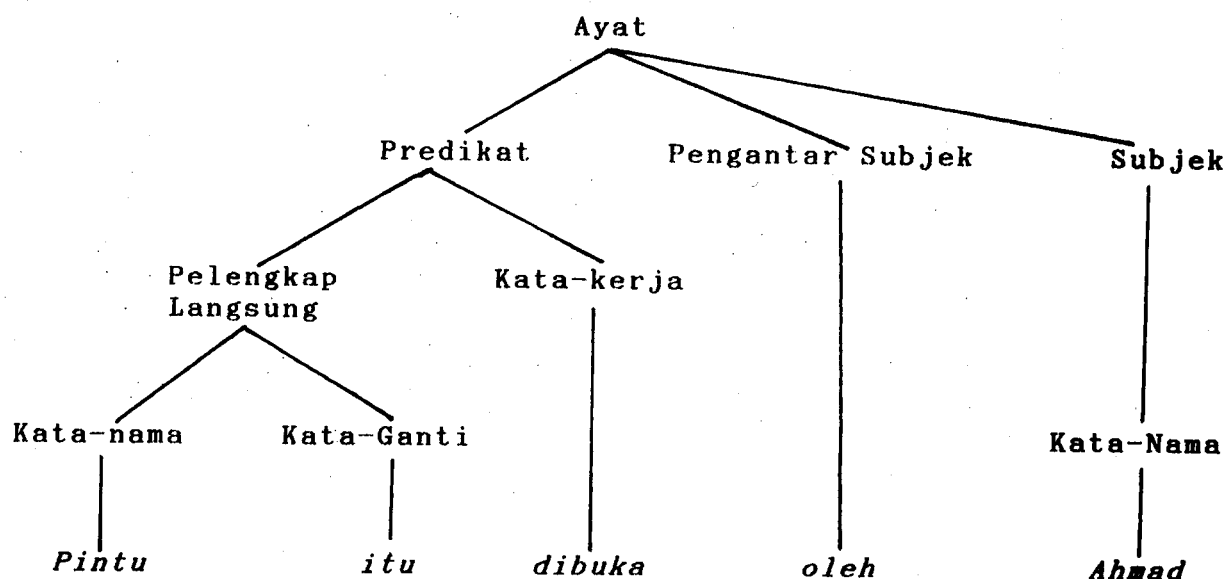 Ayat
Predikat Pengantar Subjek Subjek
Pelengkap Kata-kerja
Langsung
Kata-nama Kata-Ganti Kata-Nama
Pintu itu dibuka oleh Ahmad